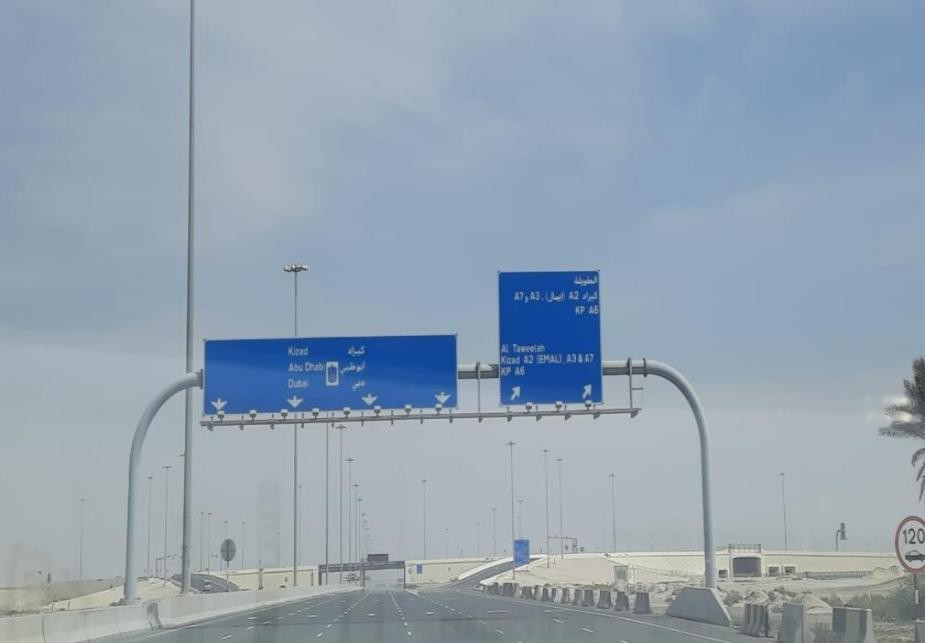 Kizad كيزاد
Abu Dhabi أبوظبي
Dubai دبي
الطويلة
كيزاد A2 (إيمال) , A3 و A7
KP A6
Al Taweelah
Kizad A2 (EMAL), A3 & A7
KP A6
120